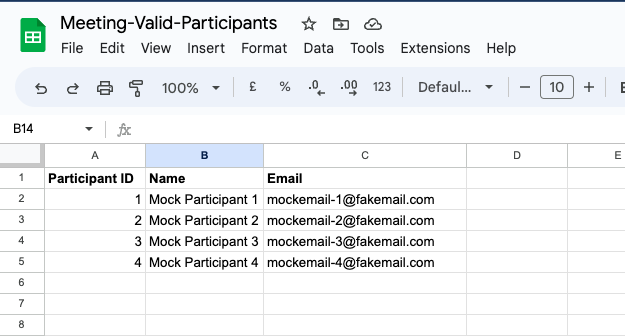 Meeting-Valid-Participants
File Edit View Insert Format Data Tools Extensions Help
100% £ % .0 .00 123 Defaul... − 10 +
B14 fx
A B C D E
1 Participant ID Name Email
2 1 Mock Participant 1 mockemail-1@fakemail.com
3 2 Mock Participant 2 mockemail-2@fakemail.com
4 3 Mock Participant 3 mockemail-3@fakemail.com
5 4 Mock Participant 4 mockemail-4@fakemail.com
6
7
8